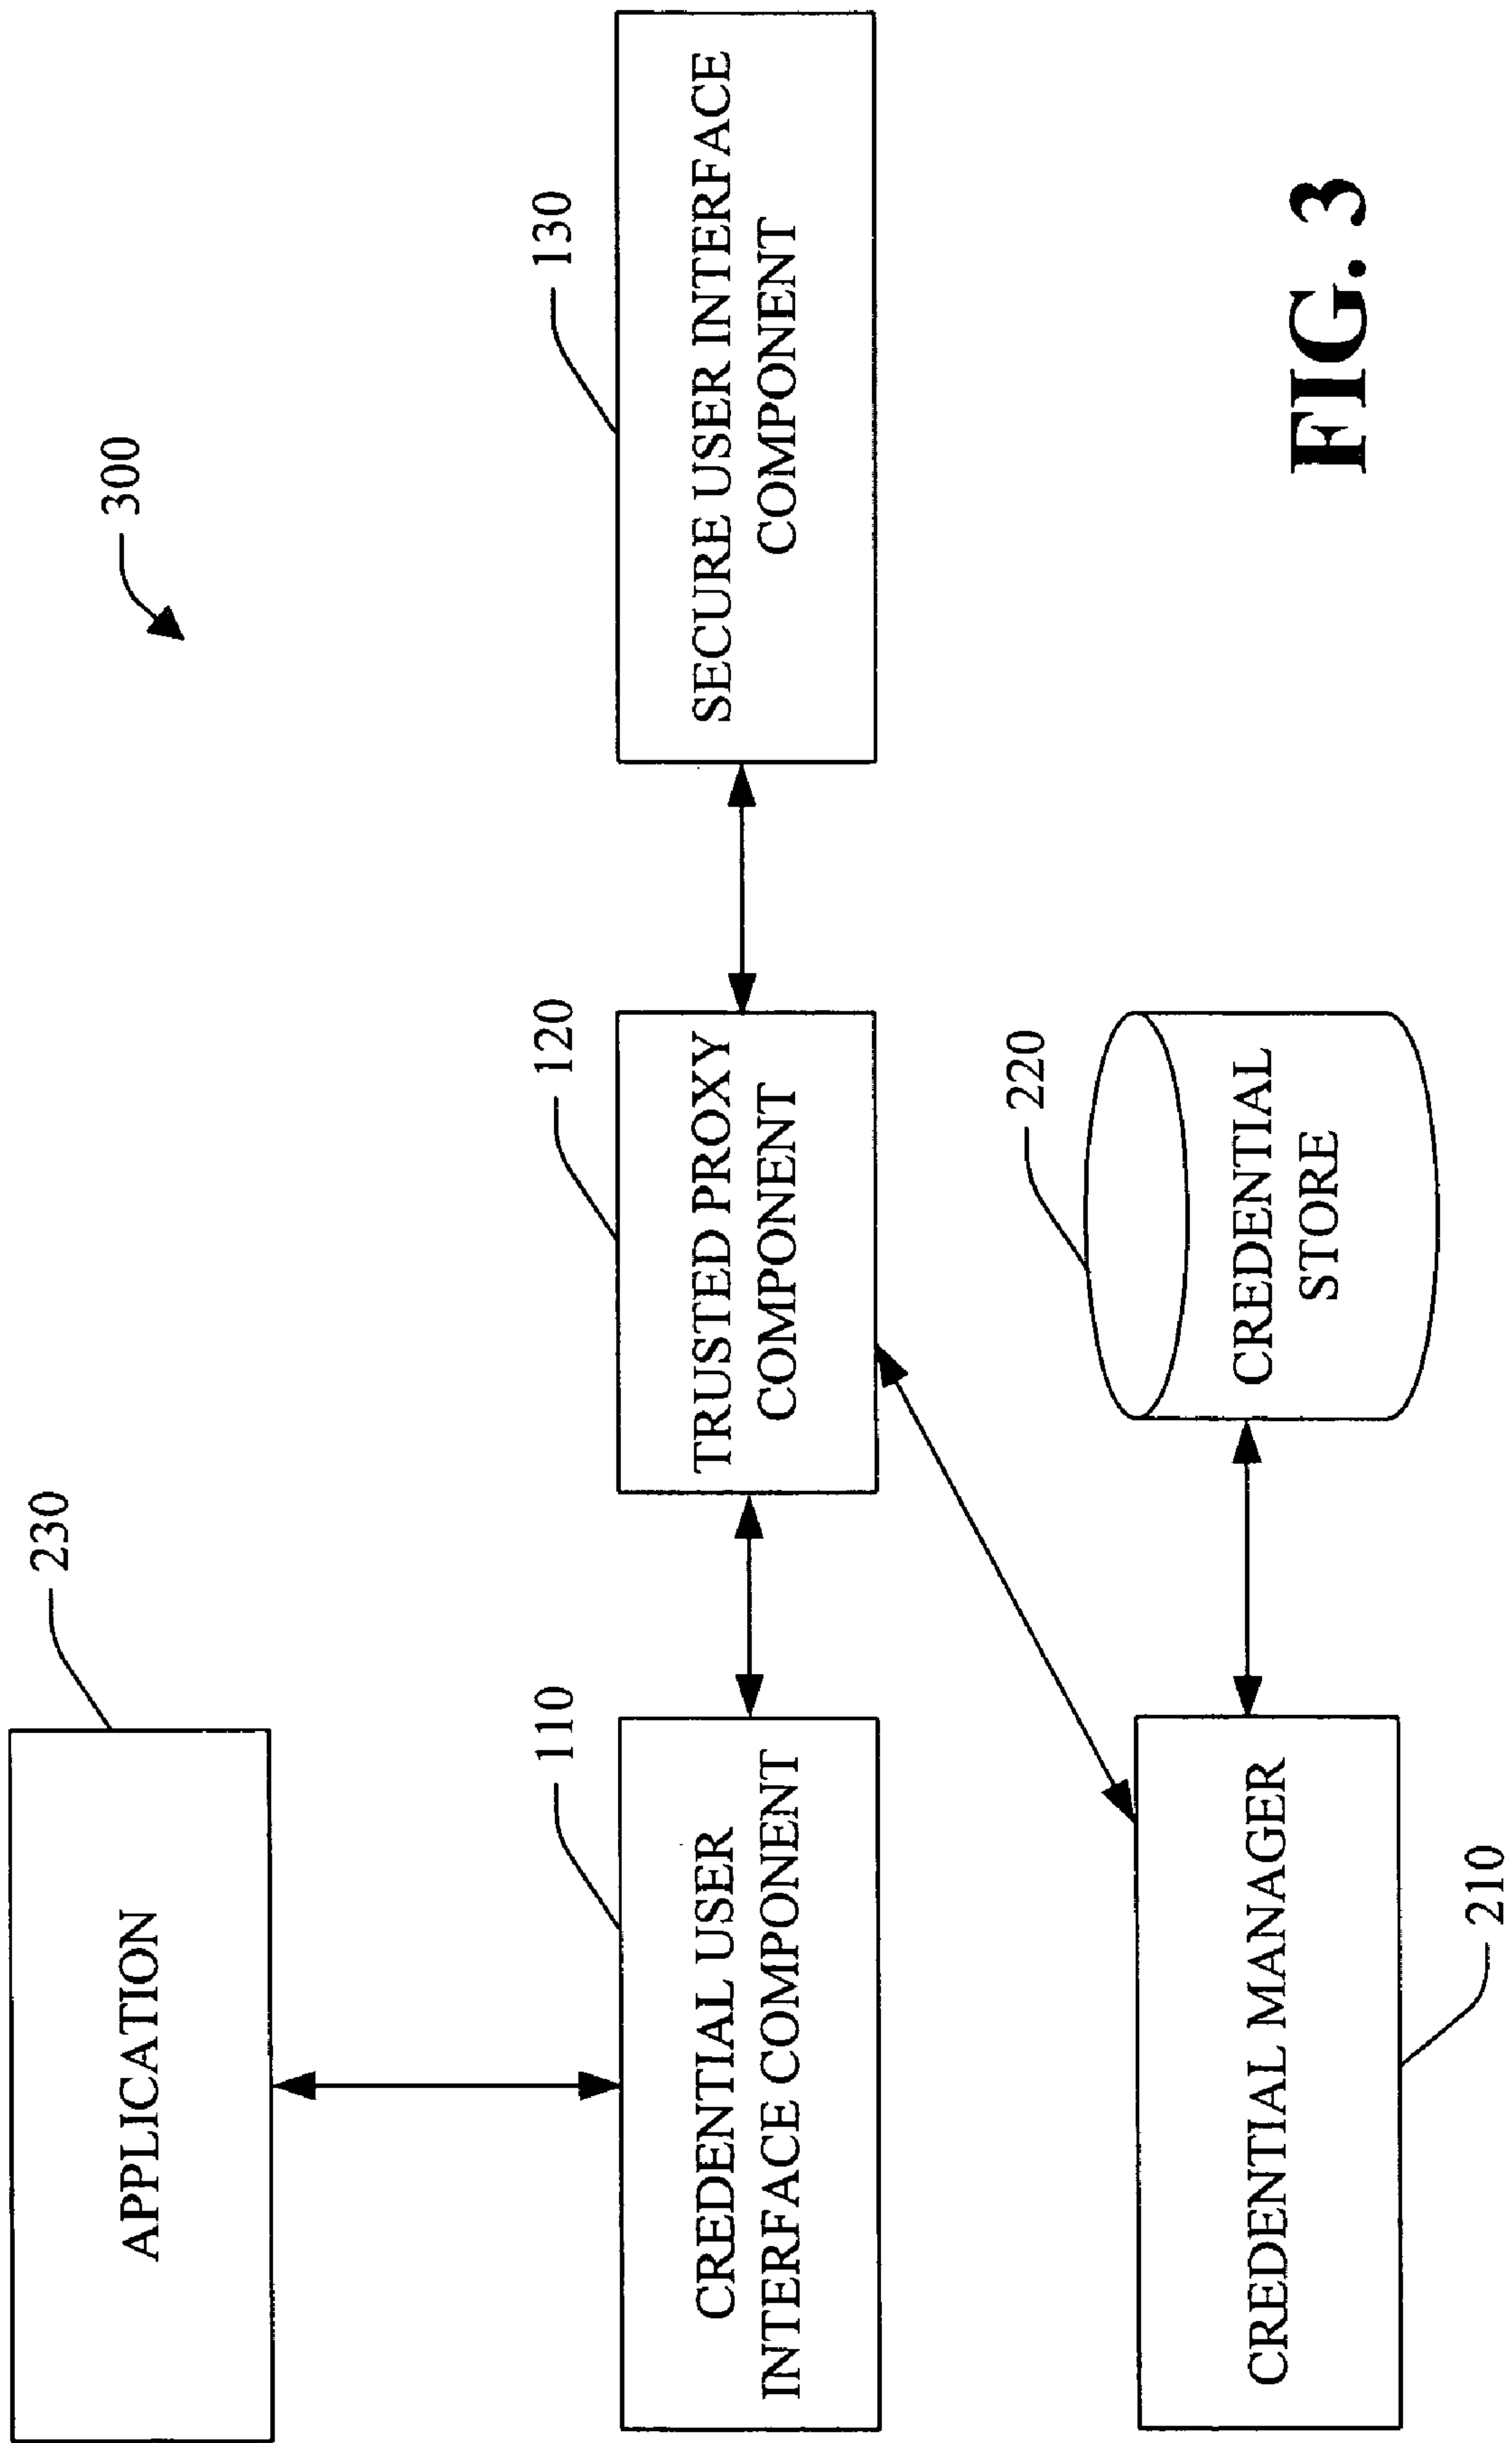 300
230
APPLICATION
110
CREDENTIAL USER
INTERFACE COMPONENT
120
TRUSTED PROXY
COMPONENT
130
SECURE USER INTERFACE
COMPONENT
220
CREDENTIAL
STORE
CREDENTIAL MANAGER
210
FIG. 3